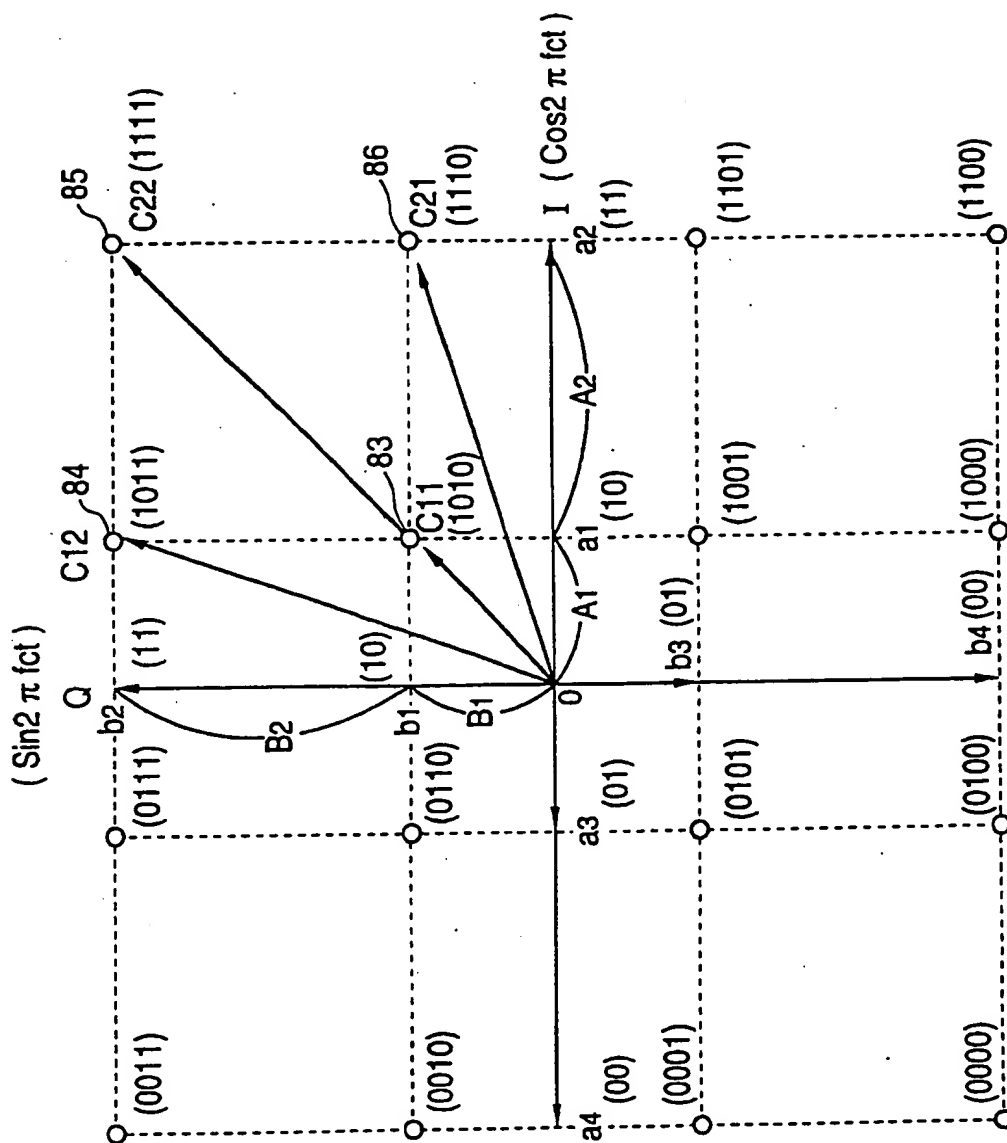 ( Sin2 π fct )
Q
C12
84
85
b2
(11)
(0011)
(0111)
(1011)
C22 (1111)
B2
83
86
(10)
b1
C11
(1010)
C21
(1110)
(0010)
(0110)
B1
A1
A2
0
I ( Cos2 π fct )
a4
(00)
a3
(01)
a1
(10)
a2
(11)
b3 (01)
(0001)
(0101)
(1001)
(1101)
b4 (00)
(0000)
(0100)
(1000)
(1100)